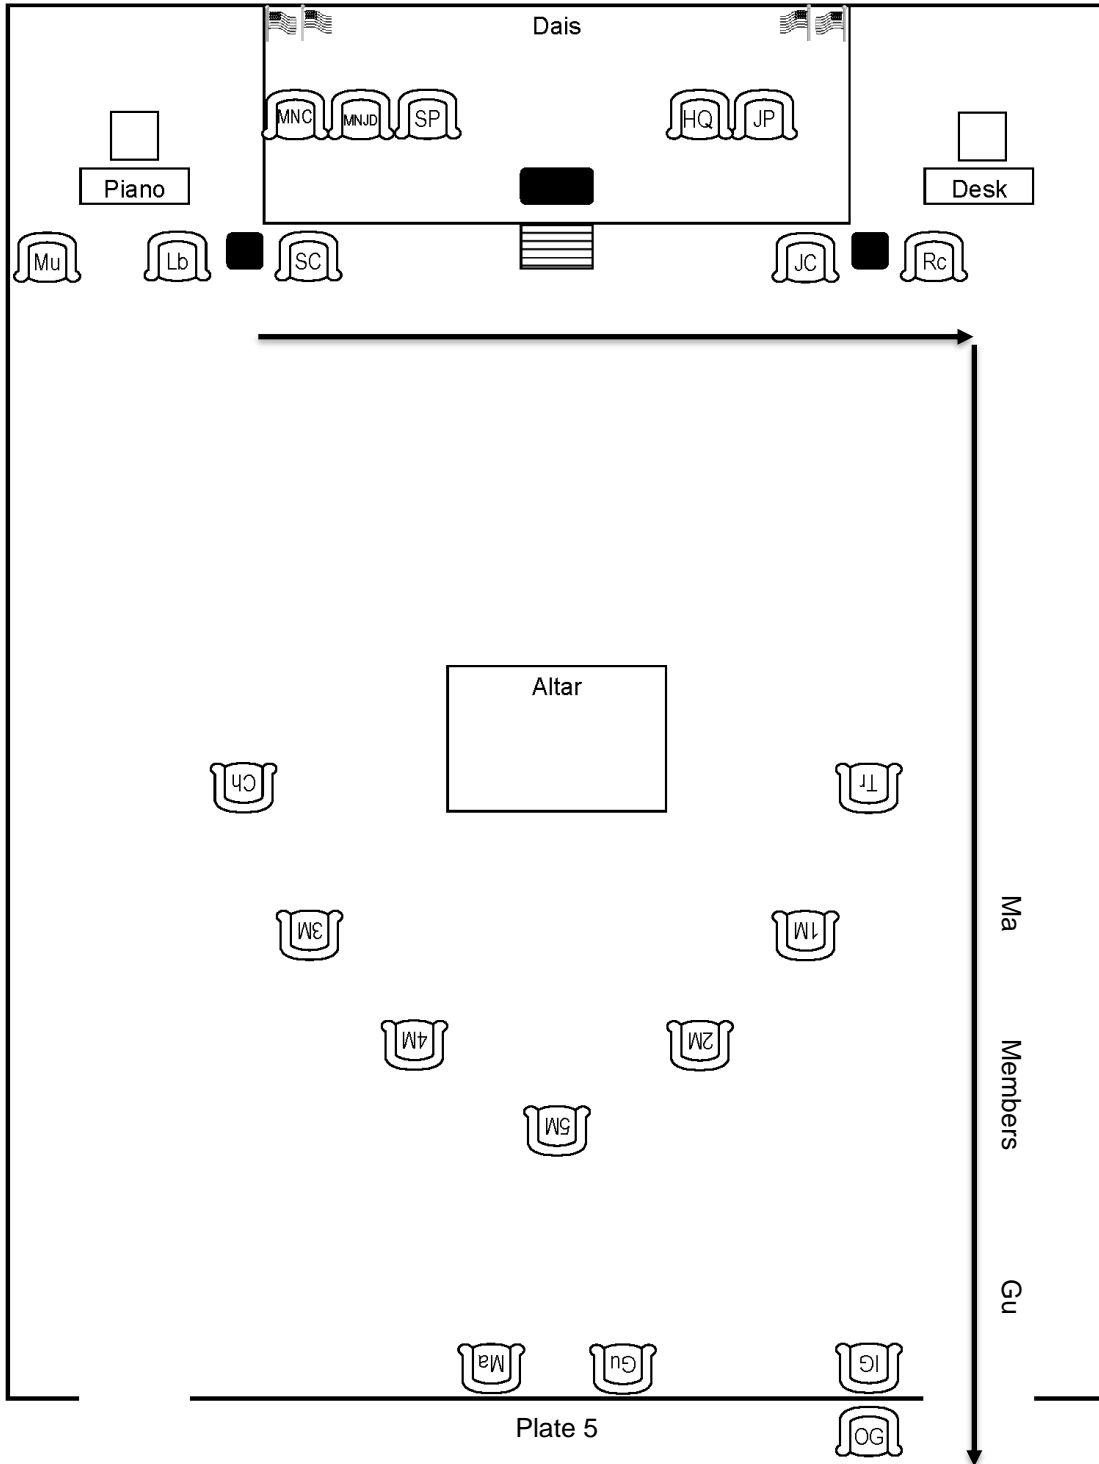 Dais
MNC MNJD SP HQ JP
Piano Desk
Mu Lb SC JC Rc
Altar
Ch Tr
Ma
3M 1M
4M 2M
Members
5M
Gu
Ma Gu IG
Plate 5
OG